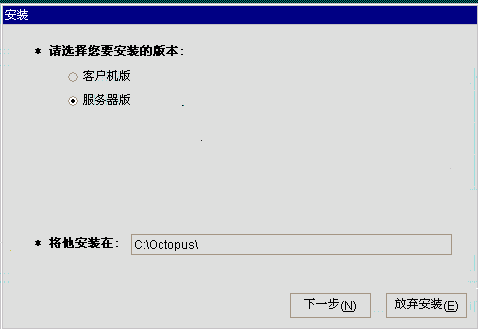 安装
* 请选择您要安装的版本:
客户机版
服务器版
* 将他安装在: C:\Octopus\
下一步(N) 放弃安装(E)